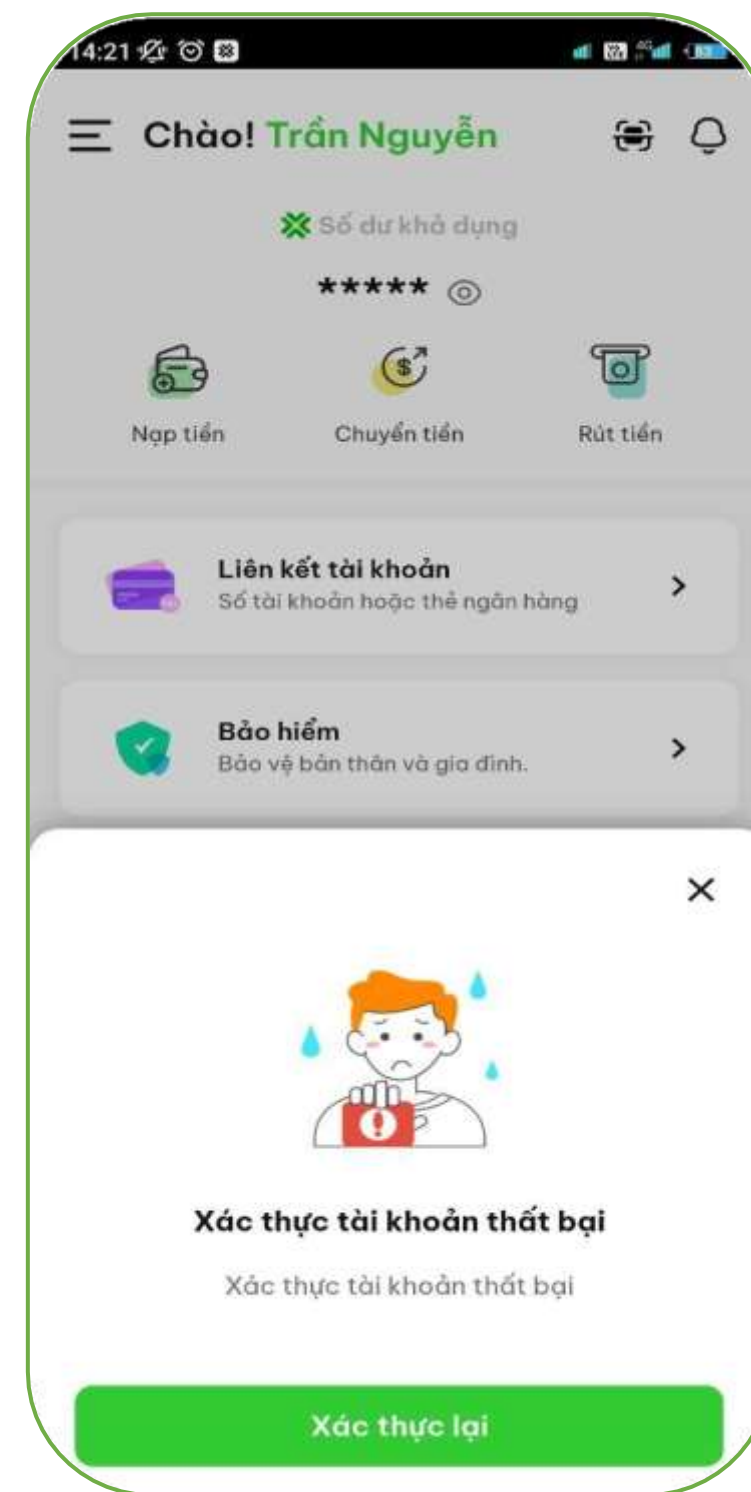 14:21
Chào! Trần Nguyễn
Số dư khả dụng
*****
Nạp tiền
Chuyển tiền
Rút tiền
Liên kết tài khoản
Số tài khoản hoặc thẻ ngân hàng
Bảo hiểm
Bảo vệ bản thân và gia đình.
Xác thực tài khoản thất bại
Xác thực tài khoản thất bại
Xác thực lại